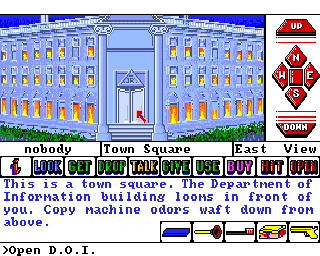 UP
N
W E
S
DOWN
nobody Town Square East View
i LOOK GET DROP TALK GIVE USE BUY HIT OPEN
This is a town square. The Department of
Information building looms in front of
you. Copy machine odors waft down from
above.
>Open D.O.I.